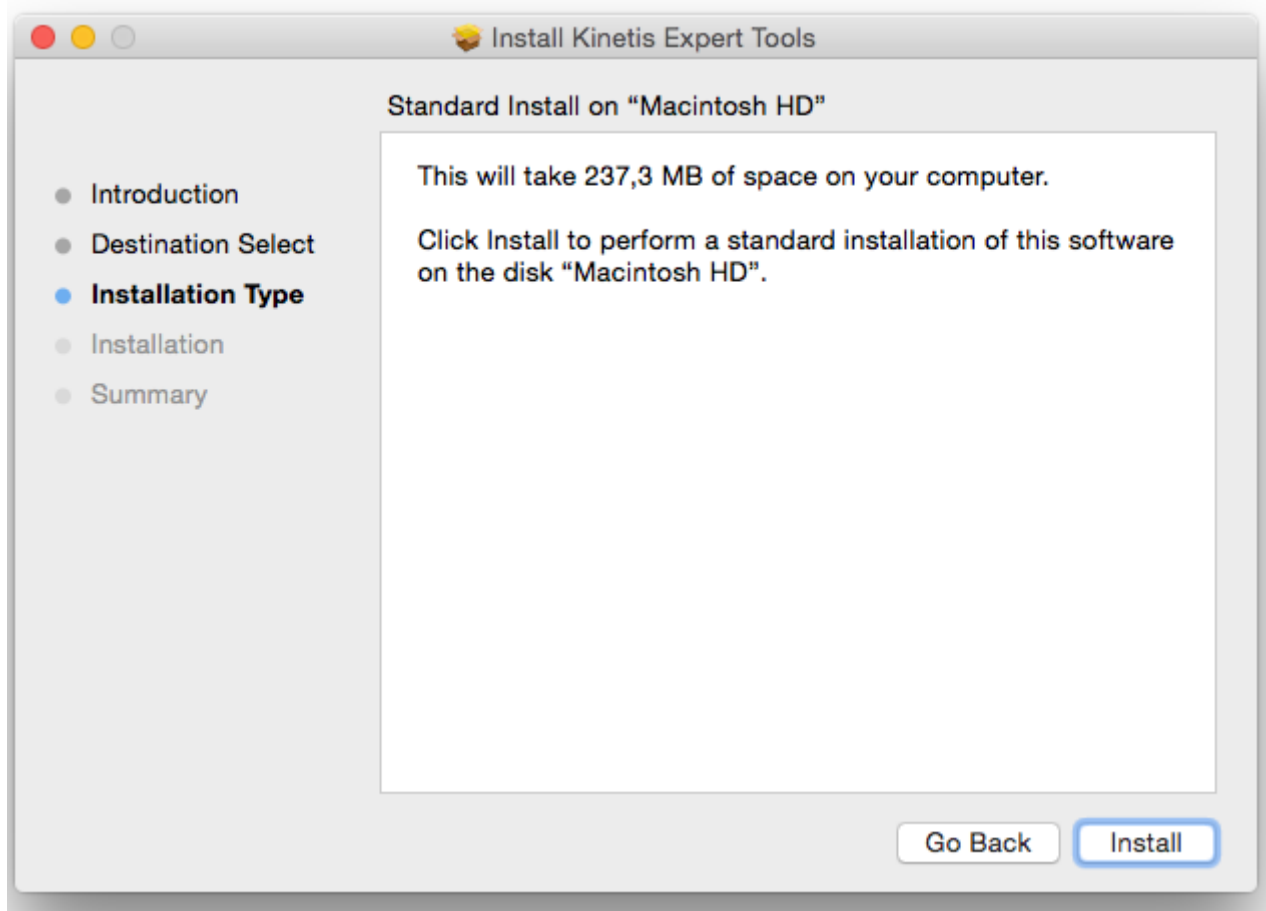 Install Kinetis Expert Tools
Standard Install on “Macintosh HD”
Introduction
Destination Select
Installation Type
Installation
Summary
This will take 237,3 MB of space on your computer.
Click Install to perform a standard installation of this software
on the disk “Macintosh HD”.
Go Back
Install